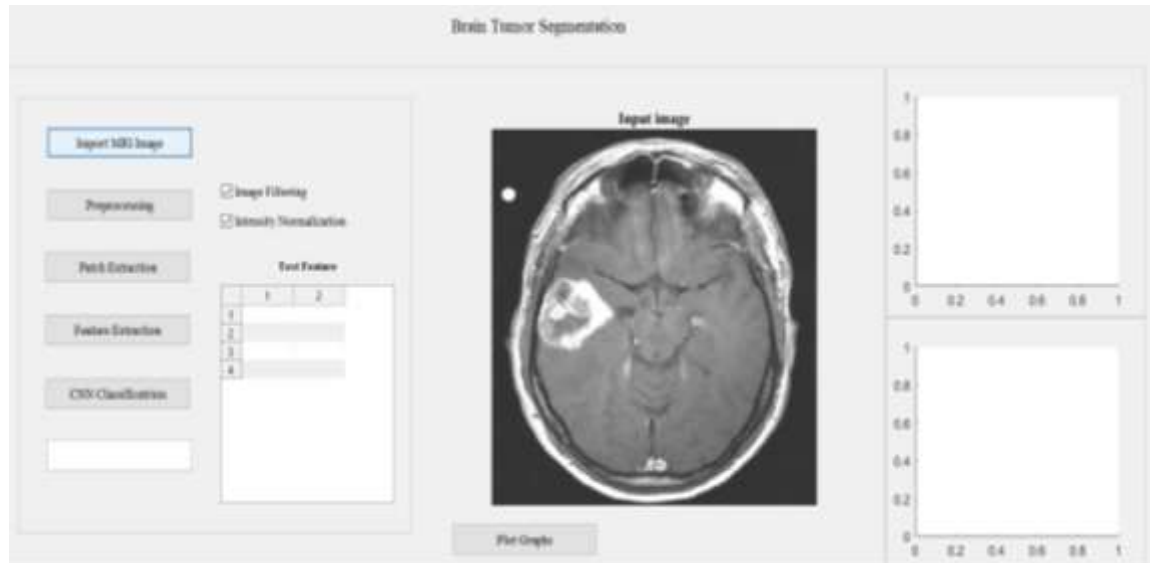 Brain Tumor Segmentation
Import MRI Image
Preprocessing
Patch Extraction
Feature Extraction
CNN Classification
Image Filtering
Intensity Normalization
Test Feature
1 2
1
2
3
4
Input image
Plot Graphs
1
0.8
0.6
0.4
0.2
0
0 0.2 0.4 0.6 0.8 1
1
0.8
0.6
0.4
0.2
0
0 0.2 0.4 0.6 0.8 1